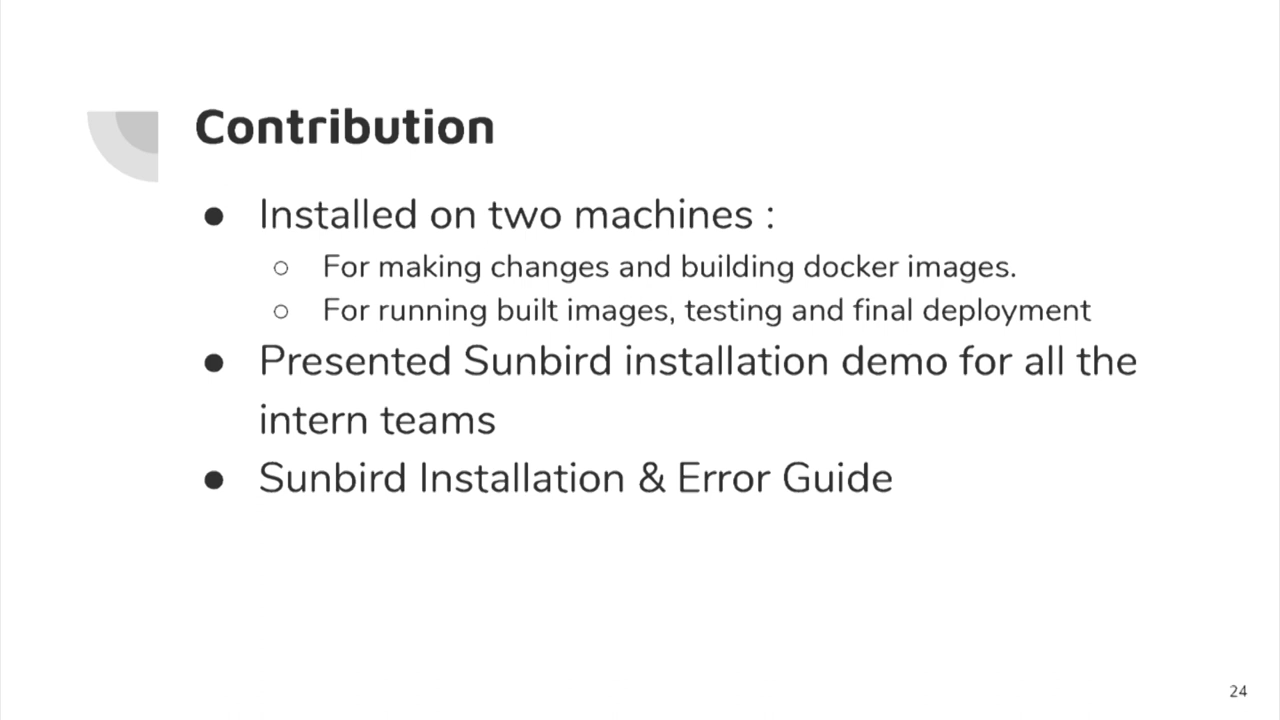 Contribution
● Installed on two machines :
○ For making changes and building docker images.
○ For running built images, testing and final deployment
● Presented Sunbird installation demo for all the
intern teams
● Sunbird Installation & Error Guide
24